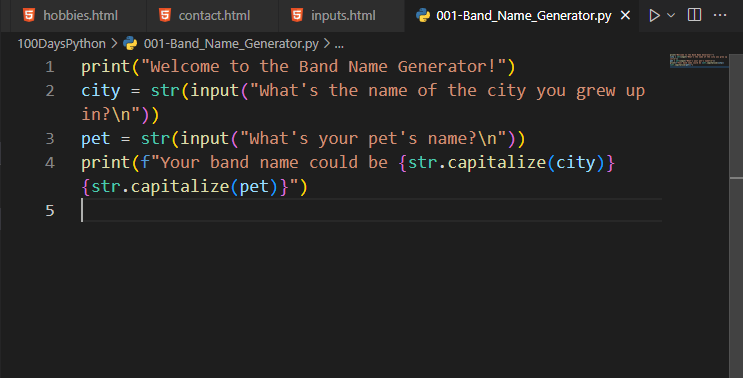 hobbies.html contact.html inputs.html 001-Band_Name_Generator.py
100DaysPython > 001-Band_Name_Generator.py > ...
1 print("Welcome to the Band Name Generator!")
2 city = str(input("What's the name of the city you grew up
in?\n"))
3 pet = str(input("What's your pet's name?\n"))
4 print(f"Your band name could be {str.capitalize(city)}
{str.capitalize(pet)}")
5